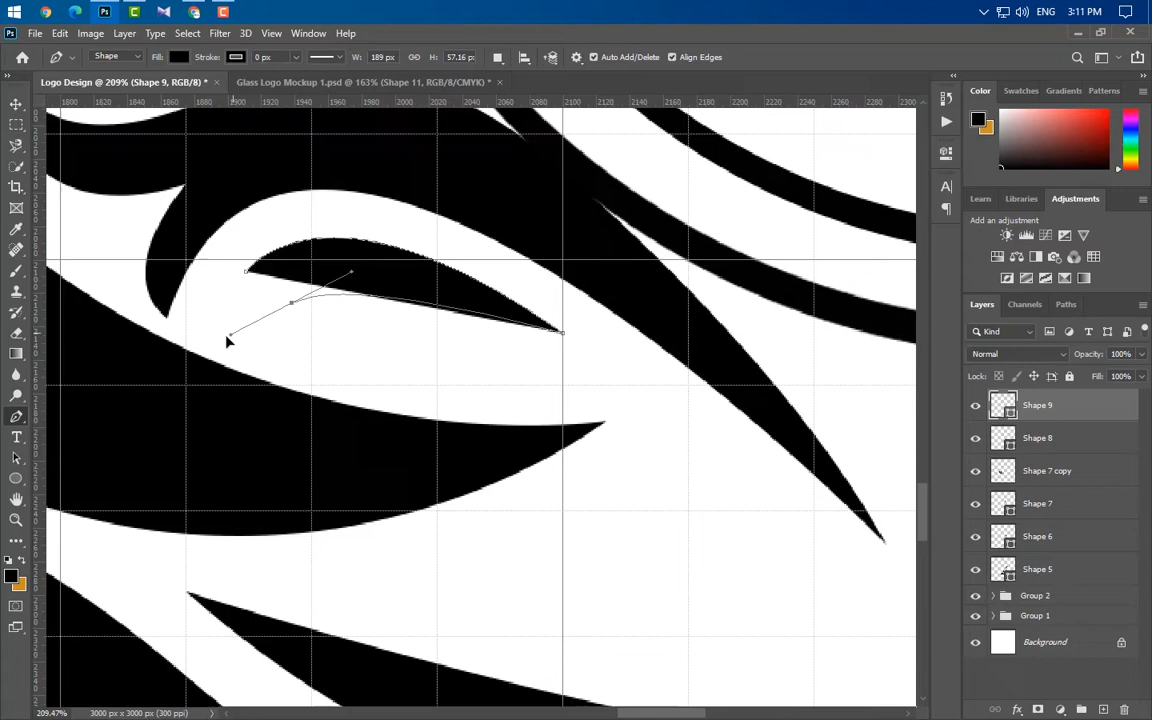 ENG 3:11 PM
Ps File Edit Image Layer Type Select Filter 3D View Window Help
Shape Fill: Stroke: 0 px W: 189 px H: 57.16 px Auto Add/Delete Align Edges
Logo Design @ 209% (Shape 9, RGB/8) * × Glass Logo Mockup 1.psd @ 163% (Shape 11, RGB/8/CMYK) * ×
1800 1820 1840 1860 1880 1900 1920 1940 1960 1980 2000 2020 2040 2060 2080 2100 2120 2140 2160 2180 2200 2220 2240 2260 2280 2300
Color Swatches Gradients Patterns
Learn Libraries Adjustments
Add an adjustment
Layers Channels Paths
Kind
Normal Opacity: 100%
Lock: Fill: 100%
Shape 9
Shape 8
Shape 7 copy
Shape 7
Shape 6
Shape 5
Group 2
Group 1
Background
209.47% 3000 px x 3000 px (300 ppi)